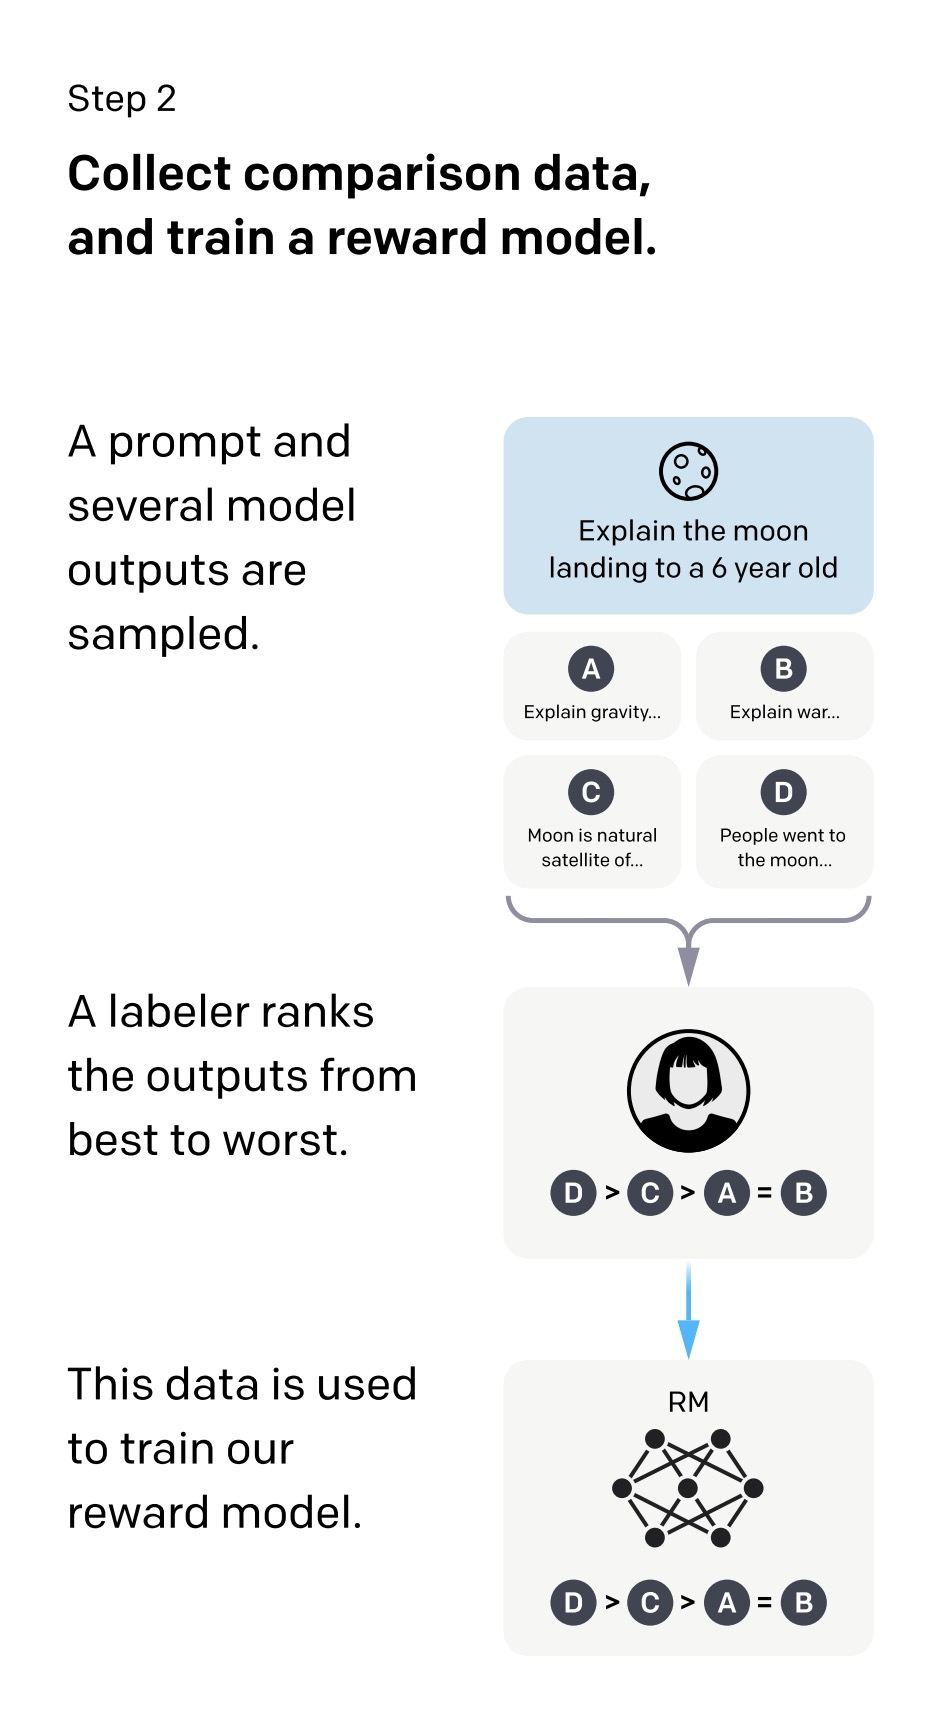 Step 2
Collect comparison data,
and train a reward model.
A prompt and
several model
outputs are
sampled.
Explain the moon
landing to a 6 year old
A
Explain gravity...
B
Explain war...
C
Moon is natural
satellite of...
D
People went to
the moon...
A labeler ranks
the outputs from
best to worst.
D > C > A = B
This data is used
to train our
reward model.
RM
D > C > A = B